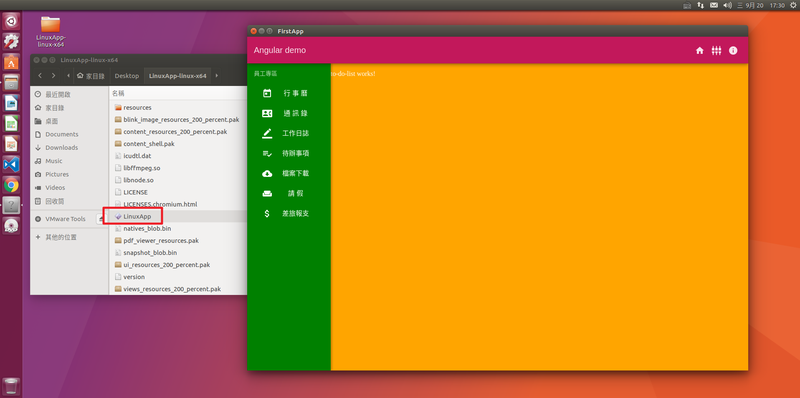 三 9月 20 17:30
LinuxApp-
linux-x64
LinuxApp-linux-x64
家目錄 Desktop LinuxApp-linux-x64
最近開啟
家目錄
桌面
Documents
Downloads
Music
Pictures
Videos
回收筒
VMware Tools
其他的位置
名稱
resources
blink_image_resources_200_percent.pak
content_resources_200_percent.pak
content_shell.pak
icudtl.dat
libffmpeg.so
libnode.so
LICENSE
LICENSES.chromium.html
LinuxApp
natives_blob.bin
pdf_viewer_resources.pak
snapshot_blob.bin
ui_resources_200_percent.pak
version
views_resources_200_percent.pak
FirstApp
Angular demo
員工專區
行 事 曆
通 訊 錄
工作日誌
待辦事項
檔案下載
請 假
差旅報支
to-do-list works!